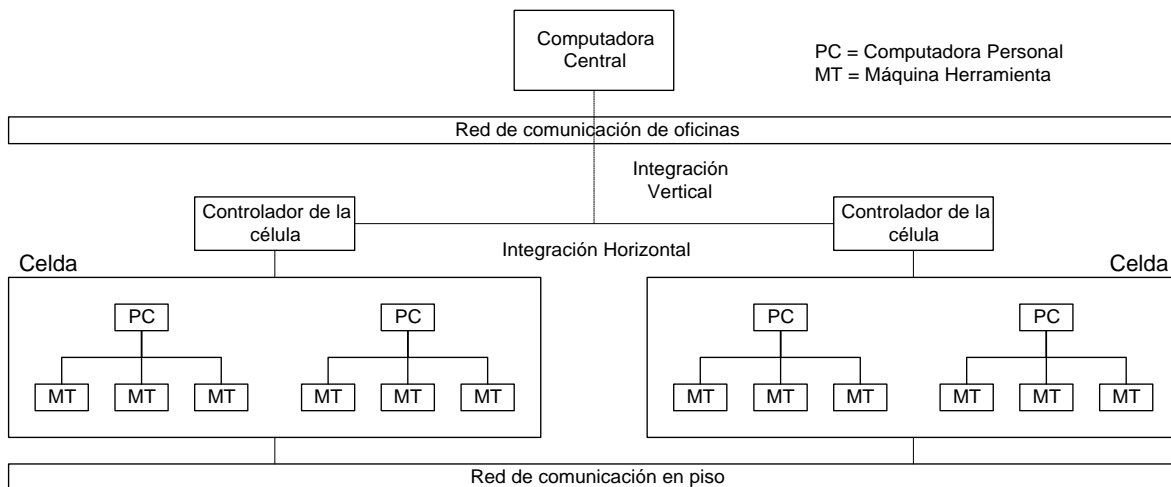 Computadora
Central
PC = Computadora Personal
MT = Máquina Herramienta
Red de comunicación de oficinas
Integración
Vertical
Controlador de la
célula
Controlador de la
célula
Integración Horizontal
Celda
Celda
PC
PC
PC
PC
MT
MT
MT
MT
MT
MT
MT
MT
MT
MT
MT
MT
Red de comunicación en piso